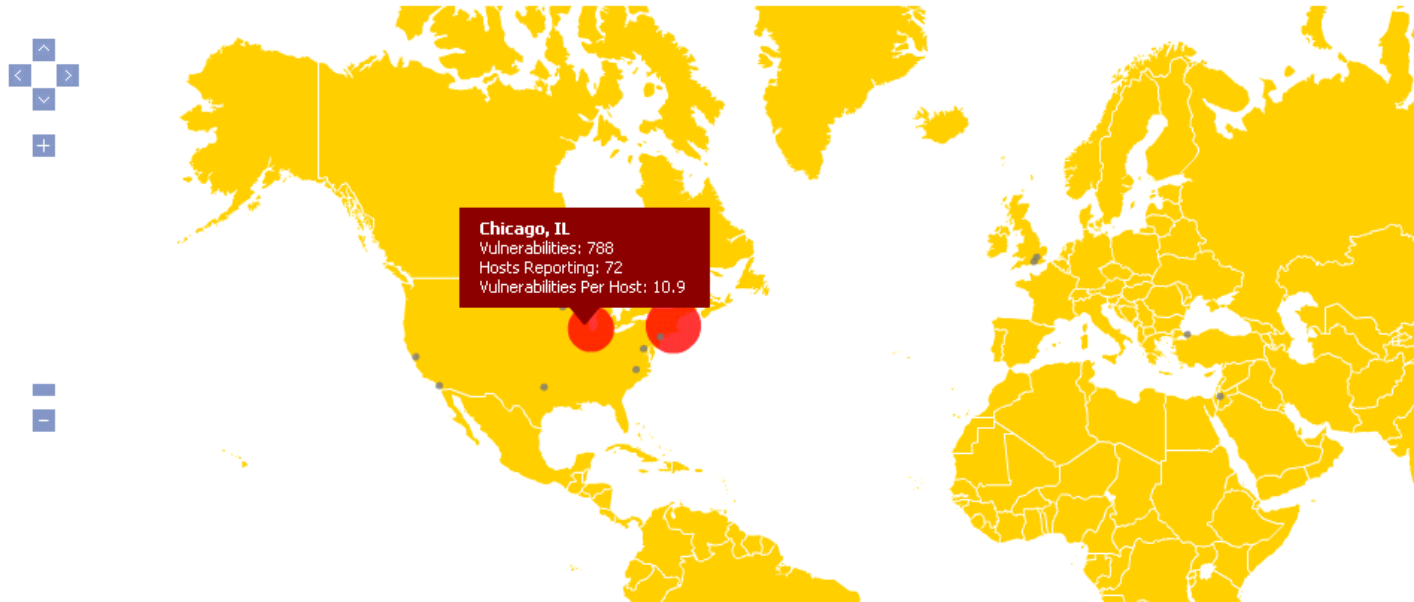 Chicago, IL
Vulnerabilities: 788
Hosts Reporting: 72
Vulnerabilities Per Host: 10.9